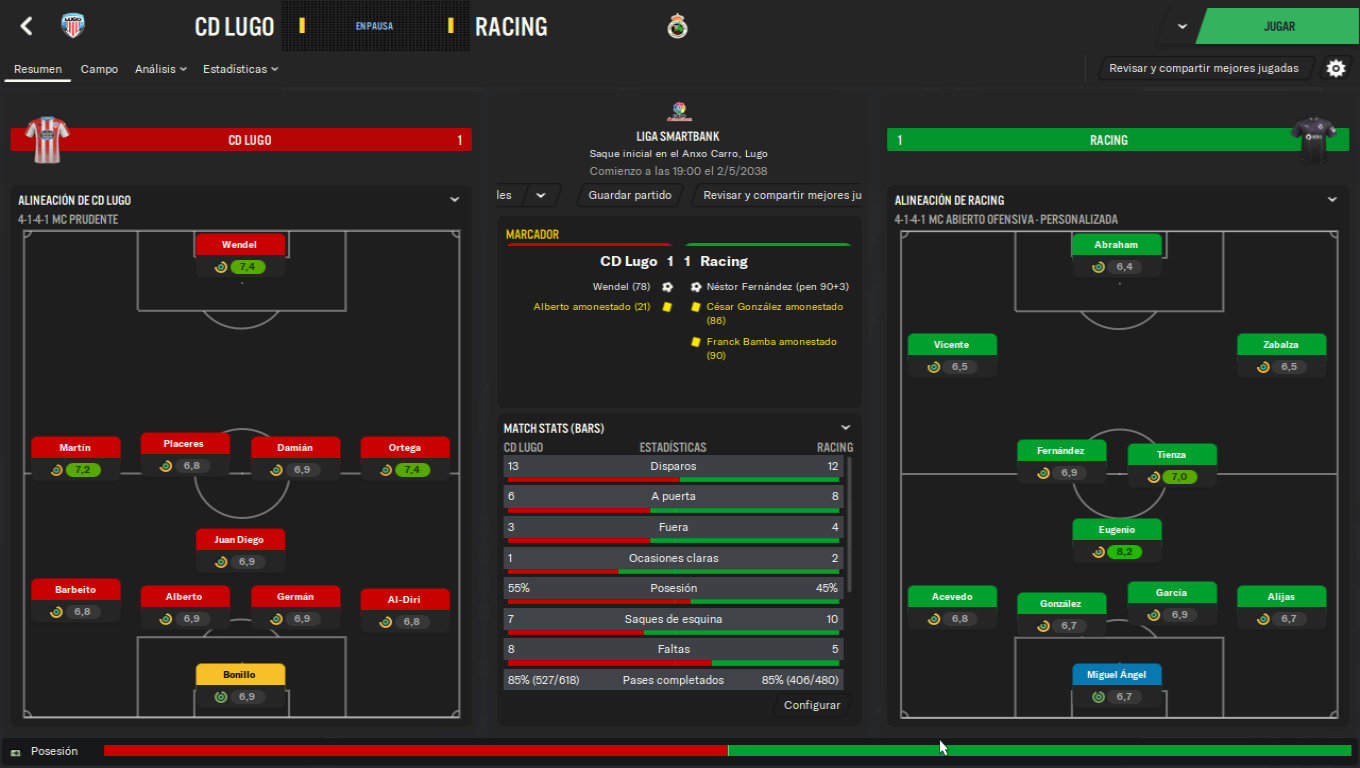 CD LUGO
EN PAUSA
RACING
JUGAR
Resumen
Campo
Análisis
Estadísticas
Revisar y compartir mejores jugadas
CD LUGO 1
LIGA SMARTBANK
Saque inicial en el Anxo Carro, Lugo
Comienzo a las 19:00 el 2/5/2038
1 RACING
les
Guardar partido
Revisar y compartir mejores ju
ALINEACIÓN DE CD LUGO
4-1-4-1 MC PRUDENTE
Wendel
7,4
Martín
7,2
Placeres
6,8
Damián
6,9
Ortega
7,4
Juan Diego
6,9
Barbeito
6,8
Alberto
6,9
Germán
6,9
Al-Diri
6,8
Bonillo
6,9
MARCADOR
CD Lugo 1 1 Racing
Wendel (78)
Néstor Fernández (pen 90+3)
Alberto amonestado (21)
César González amonestado
(86)
Franck Bamba amonestado
(90)
MATCH STATS (BARS)
CD LUGO ESTADÍSTICAS RACING
13 Disparos 12
6 A puerta 8
3 Fuera 4
1 Ocasiones claras 2
55% Posesión 45%
7 Saques de esquina 10
8 Faltas 5
85% (527/618) Pases completados 85% (406/480)
Configurar
ALINEACIÓN DE RACING
4-1-4-1 MC ABIERTO OFENSIVA - PERSONALIZADA
Abraham
6,4
Vicente
6,5
Zabalza
6,5
Fernández
6,9
Tienza
7,0
Eugenio
8,2
Acevedo
6,8
González
6,7
García
6,9
Alijas
6,7
Miguel Ángel
6,7
Posesión